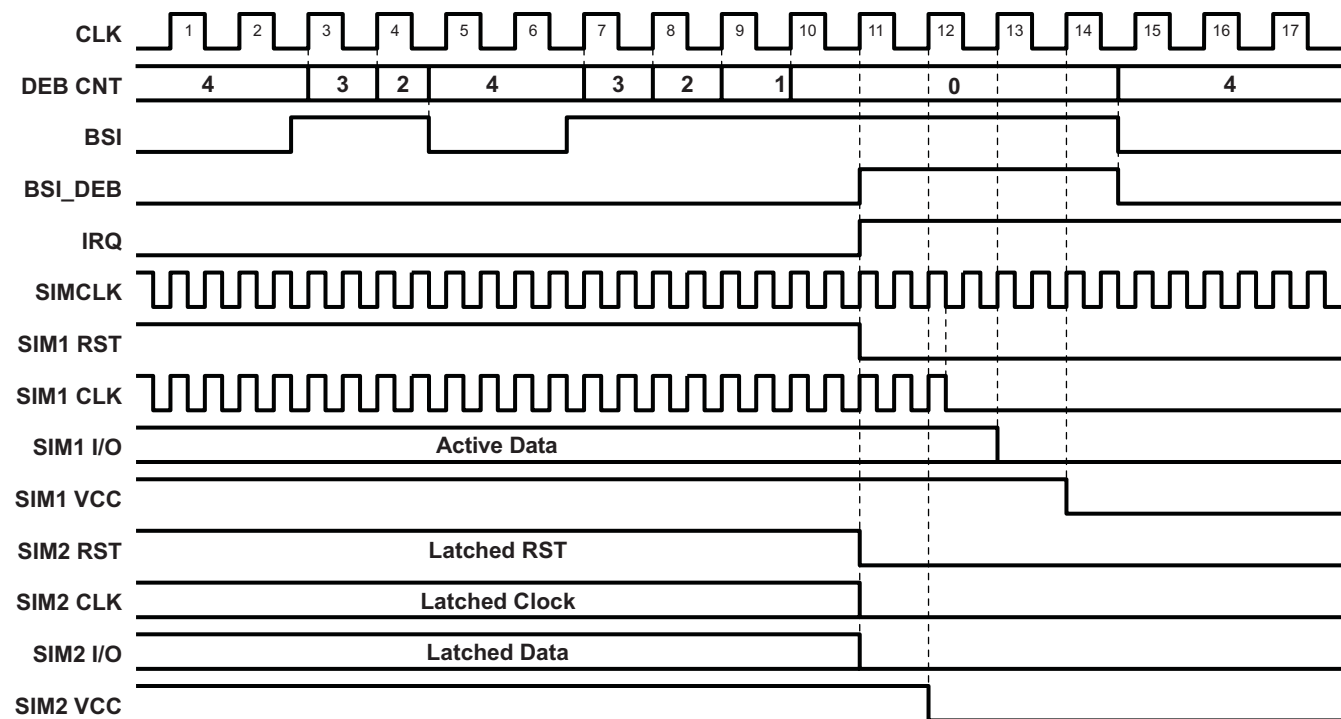 CLK 1 2 3 4 5 6 7 8 9 10 11 12 13 14 15 16 17
DEB CNT 4 3 2 4 3 2 1 0 4
BSI
BSI_DEB
IRQ
SIMCLK
SIM1 RST
SIM1 CLK
SIM1 I/O Active Data
SIM1 VCC
SIM2 RST Latched RST
SIM2 CLK Latched Clock
SIM2 I/O Latched Data
SIM2 VCC